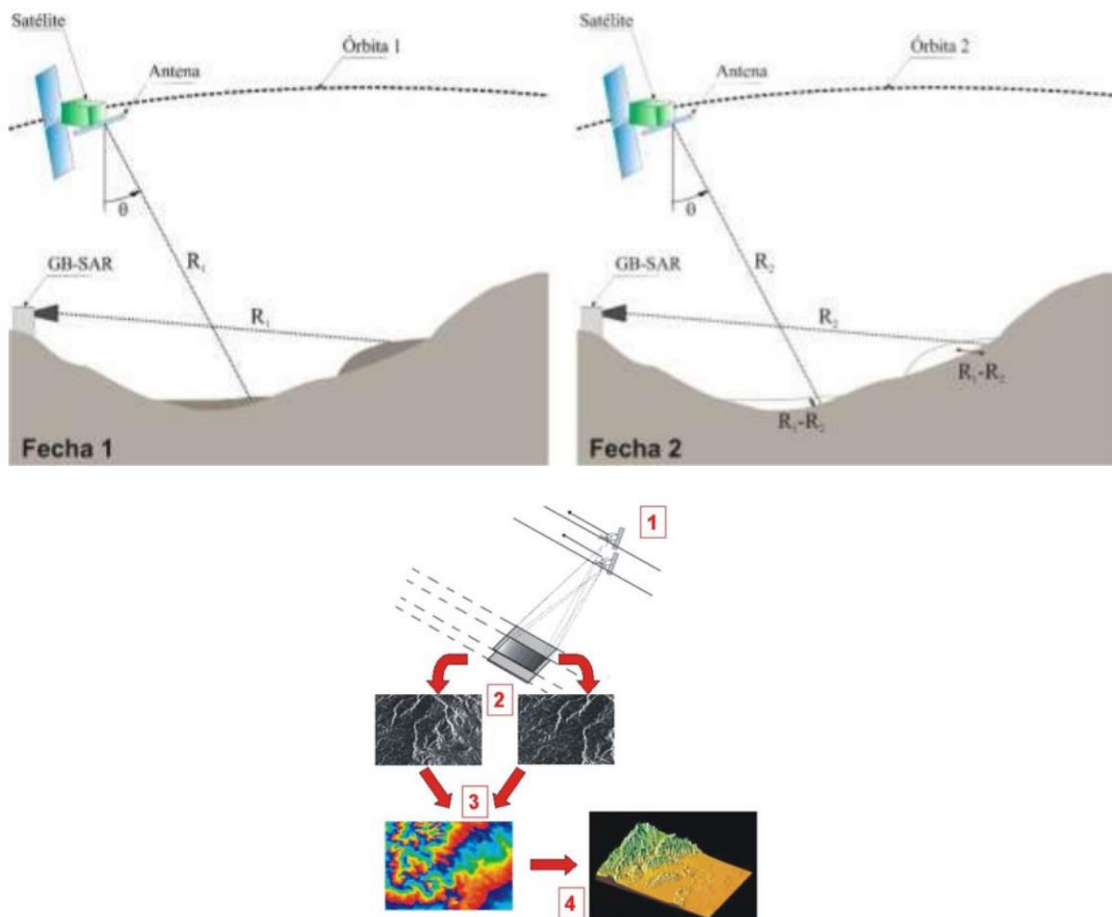 Satélite
Órbita 1
Antena
θ
R₁
GB-SAR
R₁
Fecha 1
Satélite
Órbita 2
Antena
θ
R₂
GB-SAR
R₂
R₁-R₂
R₁-R₂
Fecha 2
1
2
3
4